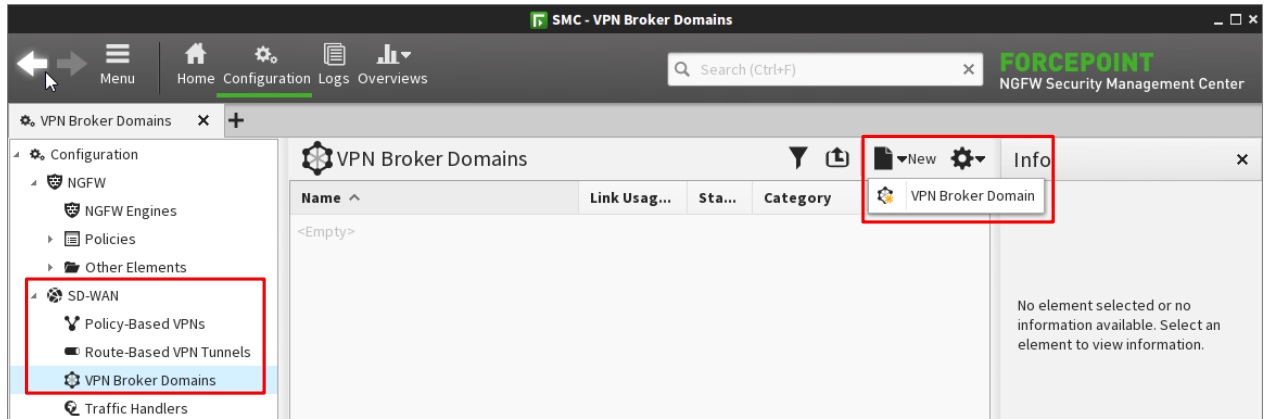 SMC - VPN Broker Domains
Menu
Home
Configuration
Logs
Overviews
Search (Ctrl+F)
FORCEPOINT
NGFW Security Management Center
VPN Broker Domains
Configuration
NGFW
NGFW Engines
Policies
Other Elements
SD-WAN
Policy-Based VPNs
Route-Based VPN Tunnels
VPN Broker Domains
Traffic Handlers
VPN Broker Domains
New
Name
Link Usag...
Sta...
Category
<Empty>
VPN Broker Domain
Info
No element selected or no
information available. Select an
element to view information.